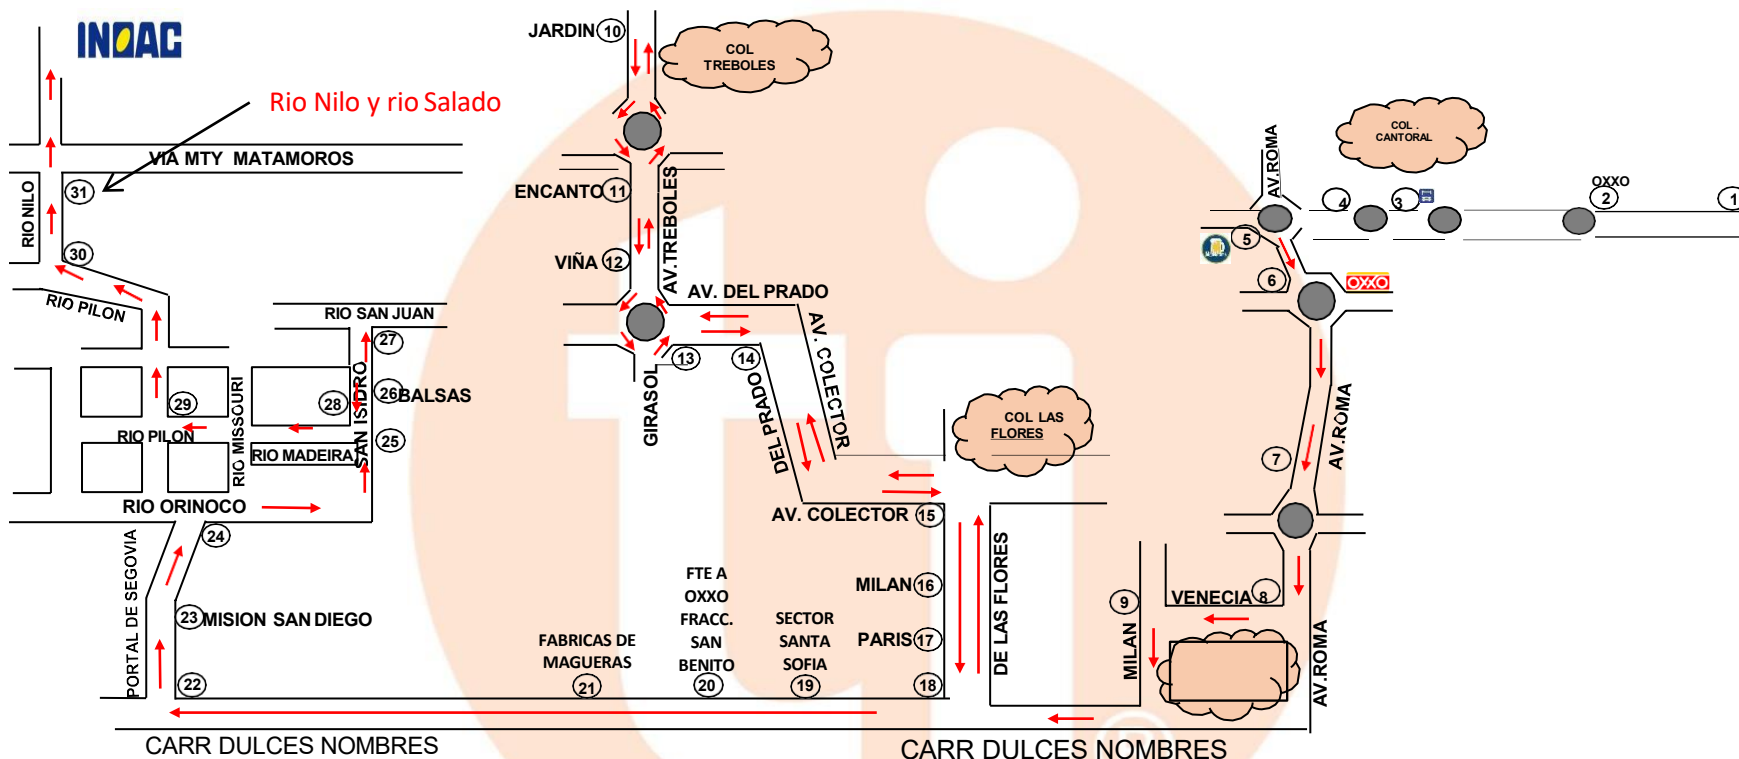 INOAC
JARDIN 10
COL
TREBOLES
Rio Nilo y rio Salado
COL .
CANTORAL
VIA MTY MATAMOROS
AV.ROMA
OXXO
RIO NILO
31
ENCANTO 11
AV.TREBOLES
4
3
2
1
5
30
VIÑA 12
6
OXXO
RIO PILON
AV. DEL PRADO
RIO SAN JUAN
27
AV. COLECTOR
13
14
GIRASOL
DEL PRADO
SAN ISIDRO
26 BALSAS
29
28
RIO MISSOURI
COL LAS
FLORES
AV.ROMA
RIO PILON
25
RIO MADEIRA
7
RIO ORINOCO
AV. COLECTOR 15
24
PORTAL DE SEGOVIA
DE LAS FLORES
MILAN 16
FTE A
OXXO
FRACC.
SAN
BENITO
20
9
VENECIA 8
23 MISION SAN DIEGO
SECTOR
SANTA
SOFIA
19
FABRICAS DE
MAGUERAS
21
PARIS 17
MILAN
AV.ROMA
22
18
CARR DULCES NOMBRES
CARR DULCES NOMBRES